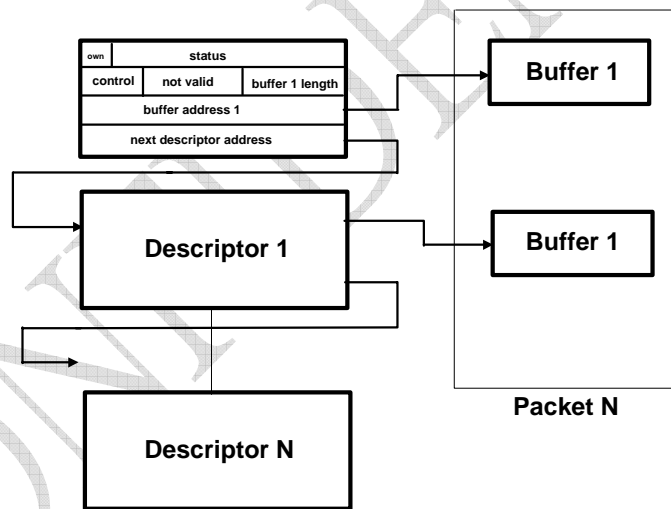 own status
control not valid buffer 1 length
buffer address 1
next descriptor address
Buffer 1
Descriptor 1
Buffer 1
Packet N
Descriptor N